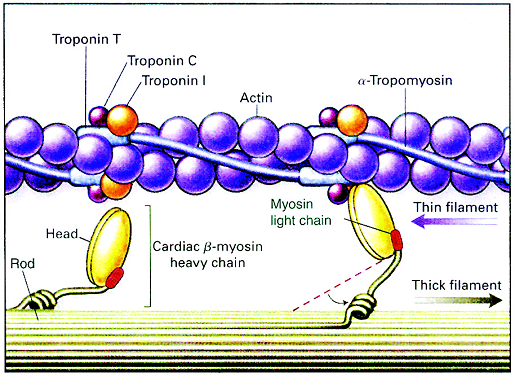 Troponin T
Troponin C
Troponin I
Actin
α-Tropomyosin
Myosin
light chain
Thin filament
Head
Cardiac β-myosin
heavy chain
Rod
Thick filament